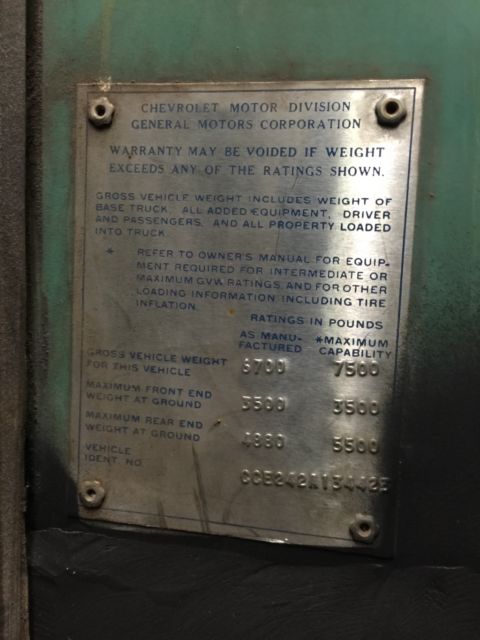 CHEVROLET MOTOR DIVISION
GENERAL MOTORS CORPORATION
WARRANTY MAY BE VOIDED IF WEIGHT
EXCEEDS ANY OF THE RATINGS SHOWN.
GROSS VEHICLE WEIGHT INCLUDES WEIGHT OF
BASE TRUCK, ALL ADDED EQUIPMENT, DRIVER
AND PASSENGERS, AND ALL PROPERTY LOADED
INTO TRUCK.
* REFER TO OWNER'S MANUAL FOR EQUIP-
MENT REQUIRED FOR INTERMEDIATE OR
MAXIMUM G.V.W. RATINGS, AND FOR OTHER
LOADING INFORMATION INCLUDING TIRE
INFLATION.
RATINGS IN POUNDS
AS MANU- *MAXIMUM
FACTURED CAPABILITY
GROSS VEHICLE WEIGHT
FOR THIS VEHICLE 6700 7500
MAXIMUM FRONT END
WEIGHT AT GROUND 3500 3500
MAXIMUM REAR END
WEIGHT AT GROUND 5500
VEHICLE
IDENT. NO.